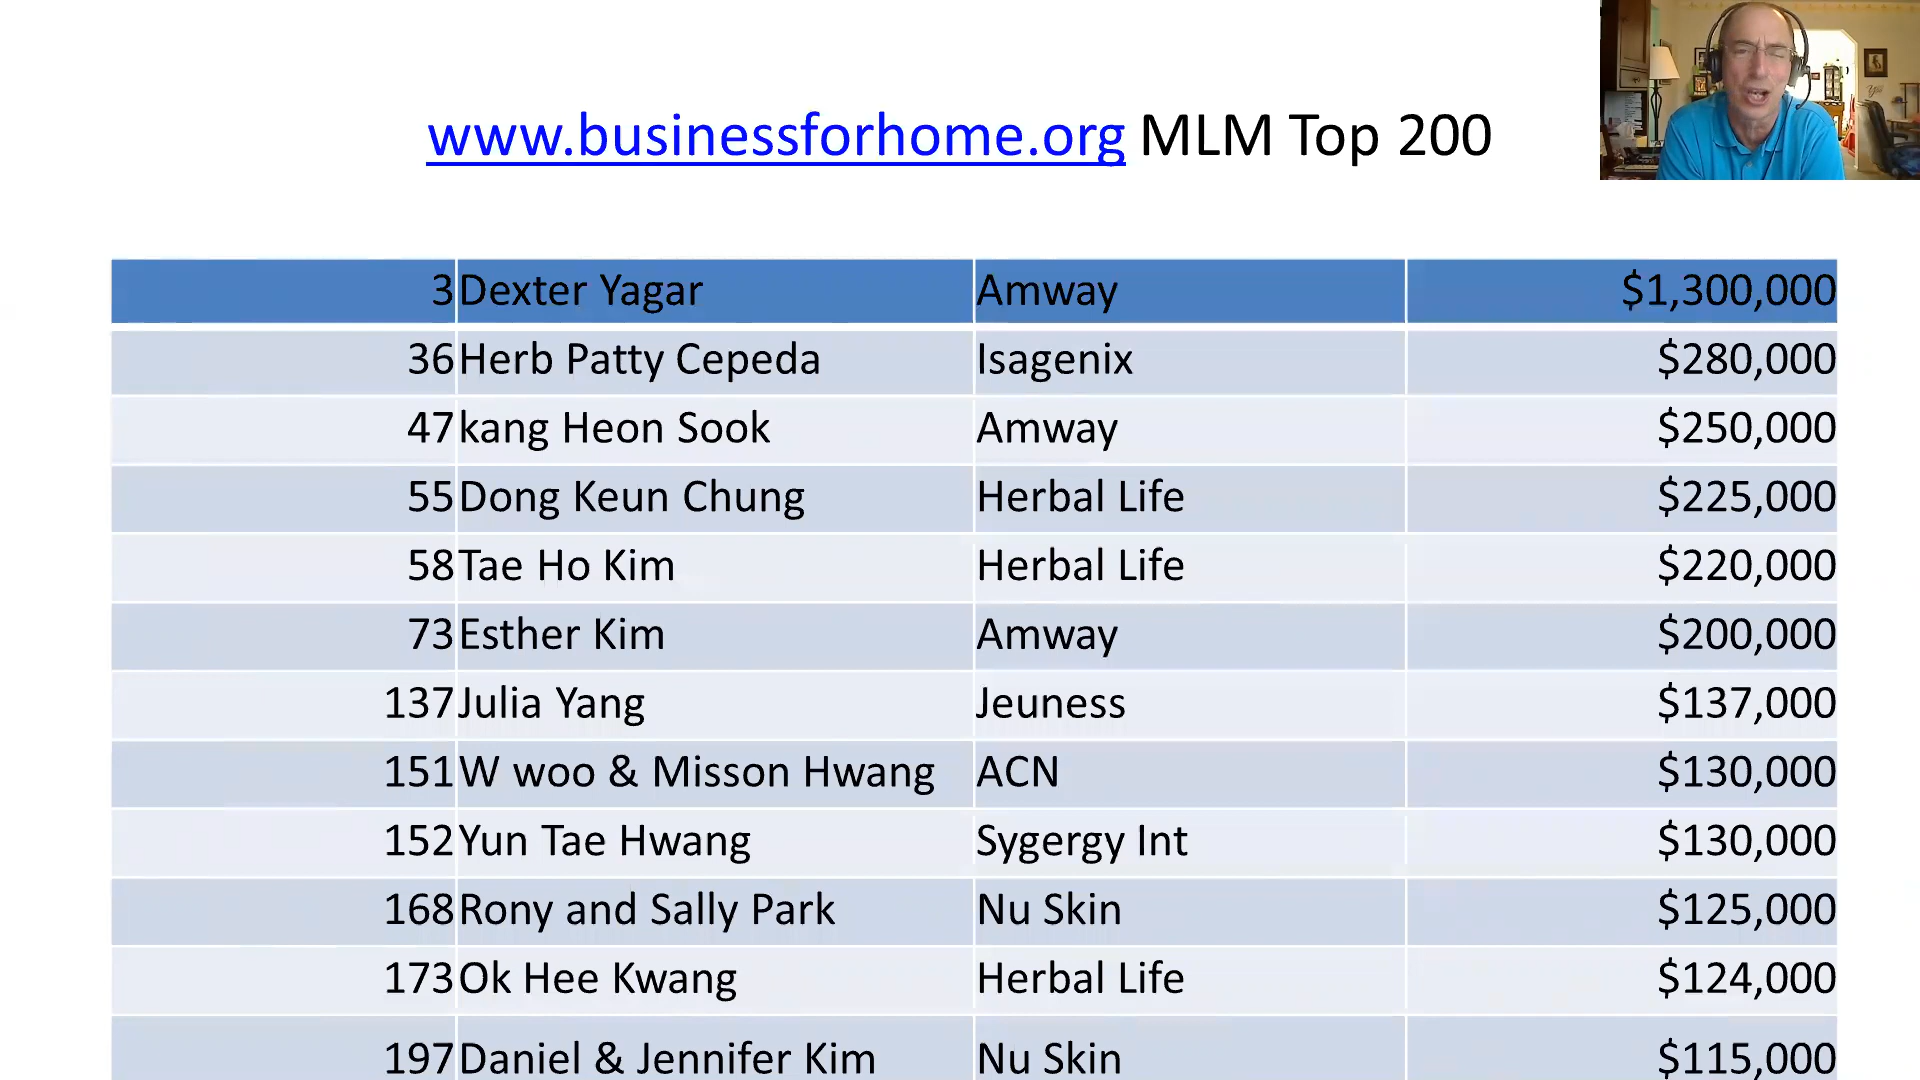 www.businessforhome.org MLM Top 200
3 Dexter Yagar Amway $1,300,000
36 Herb Patty Cepeda Isagenix $280,000
47 kang Heon Sook Amway $250,000
55 Dong Keun Chung Herbal Life $225,000
58 Tae Ho Kim Herbal Life $220,000
73 Esther Kim Amway $200,000
137 Julia Yang Jeuness $137,000
151 W woo & Misson Hwang ACN $130,000
152 Yun Tae Hwang Sygergy Int $130,000
168 Rony and Sally Park Nu Skin $125,000
173 Ok Hee Kwang Herbal Life $124,000
197 Daniel & Jennifer Kim Nu Skin $115,000